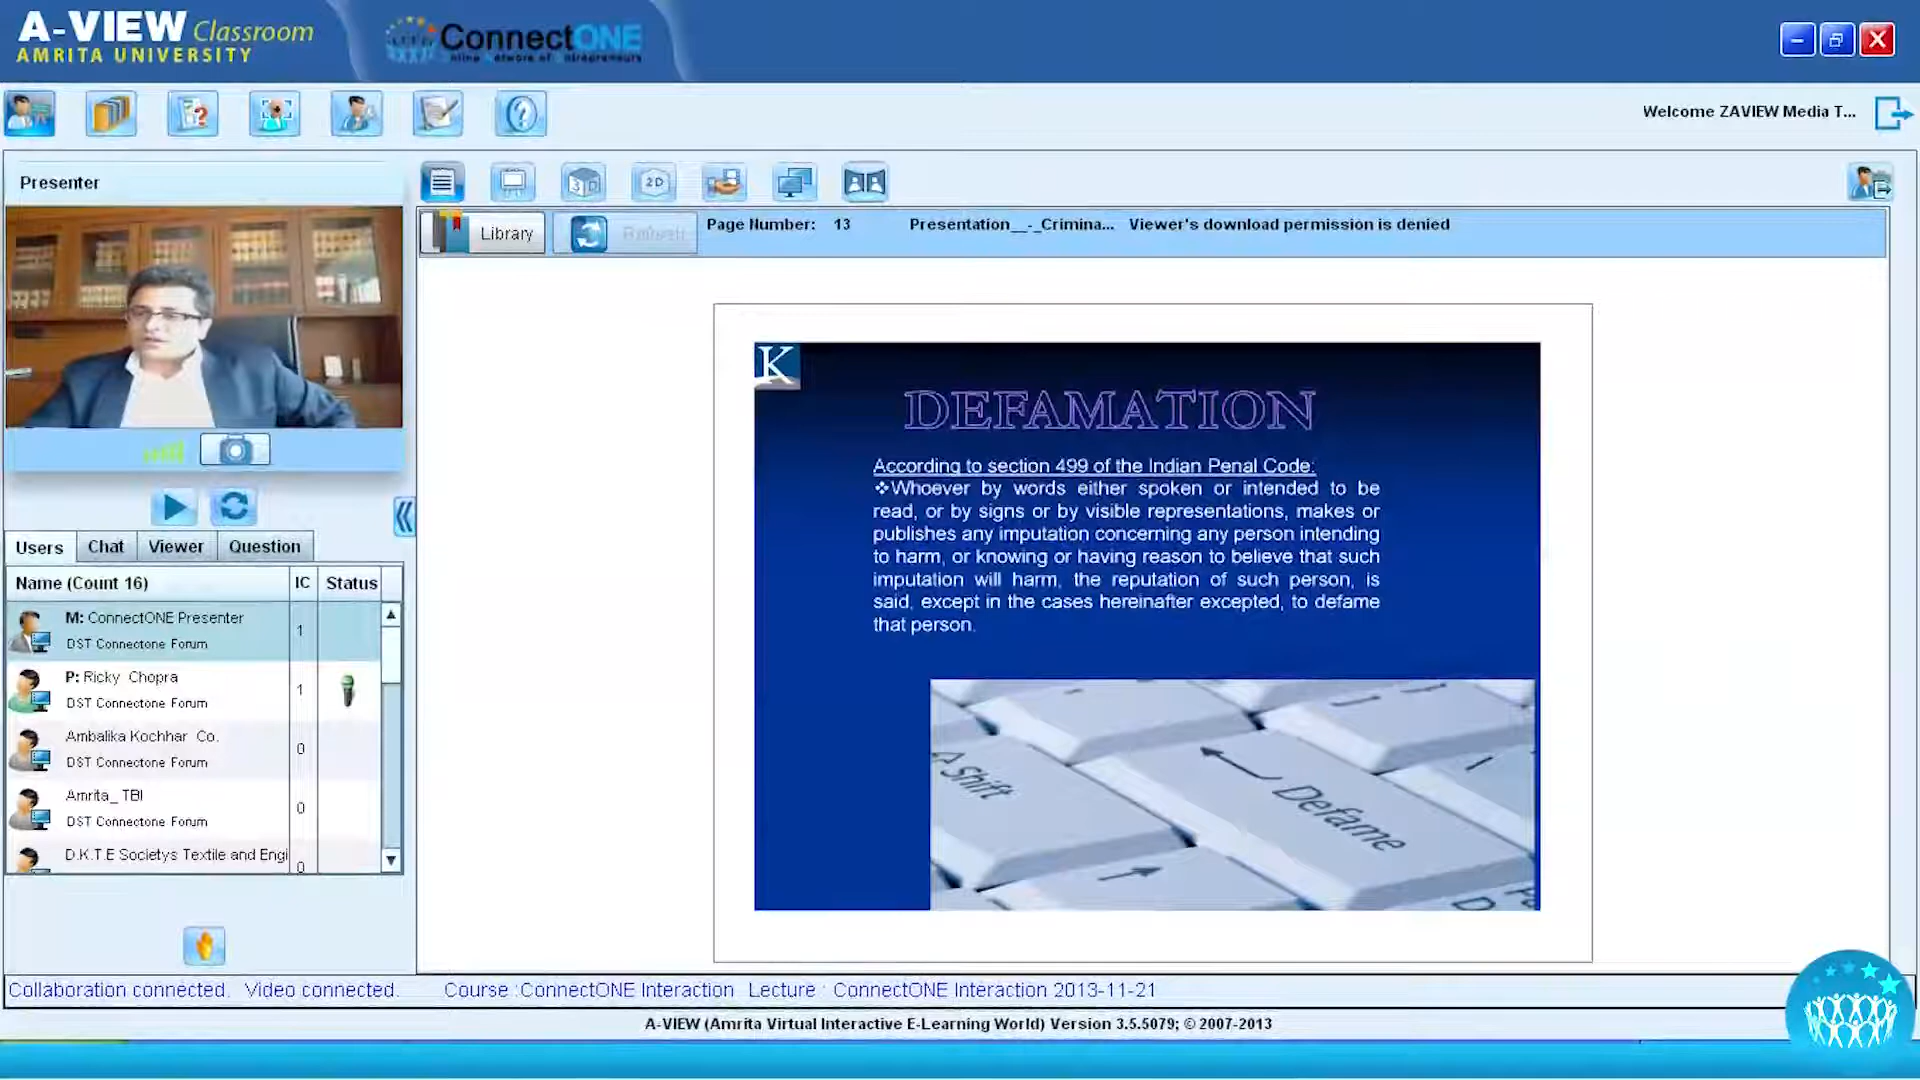 A-VIEW Classroom
AMRITA UNIVERSITY
ConnectONE
Welcome ZAVIEW Media T...
Presenter
3D
2D
Library
Refresh
Page Number: 13
Presentation__-_Crimina...
Viewer's download permission is denied
K
DEFAMATION
According to section 499 of the Indian Penal Code:
❖Whoever by words either spoken or intended to be
read, or by signs or by visible representations, makes or
publishes any imputation concerning any person intending
to harm, or knowing or having reason to believe that such
imputation will harm, the reputation of such person, is
said, except in the cases hereinafter excepted, to defame
that person.
Shift
Defame
Users Chat Viewer Question
Name (Count 16) IC Status
M: ConnectONE Presenter
DST Connectone Forum
1
P: Ricky Chopra
DST Connectone Forum
1
Ambalika Kochhar Co.
DST Connectone Forum
0
Amrita_ TBI
DST Connectone Forum
0
D.K.T.E Societys Textile and Engi
0
Collaboration connected. Video connected. Course :ConnectONE Interaction Lecture : ConnectONE Interaction 2013-11-21
A-VIEW (Amrita Virtual Interactive E-Learning World) Version 3.5.5079; © 2007-2013